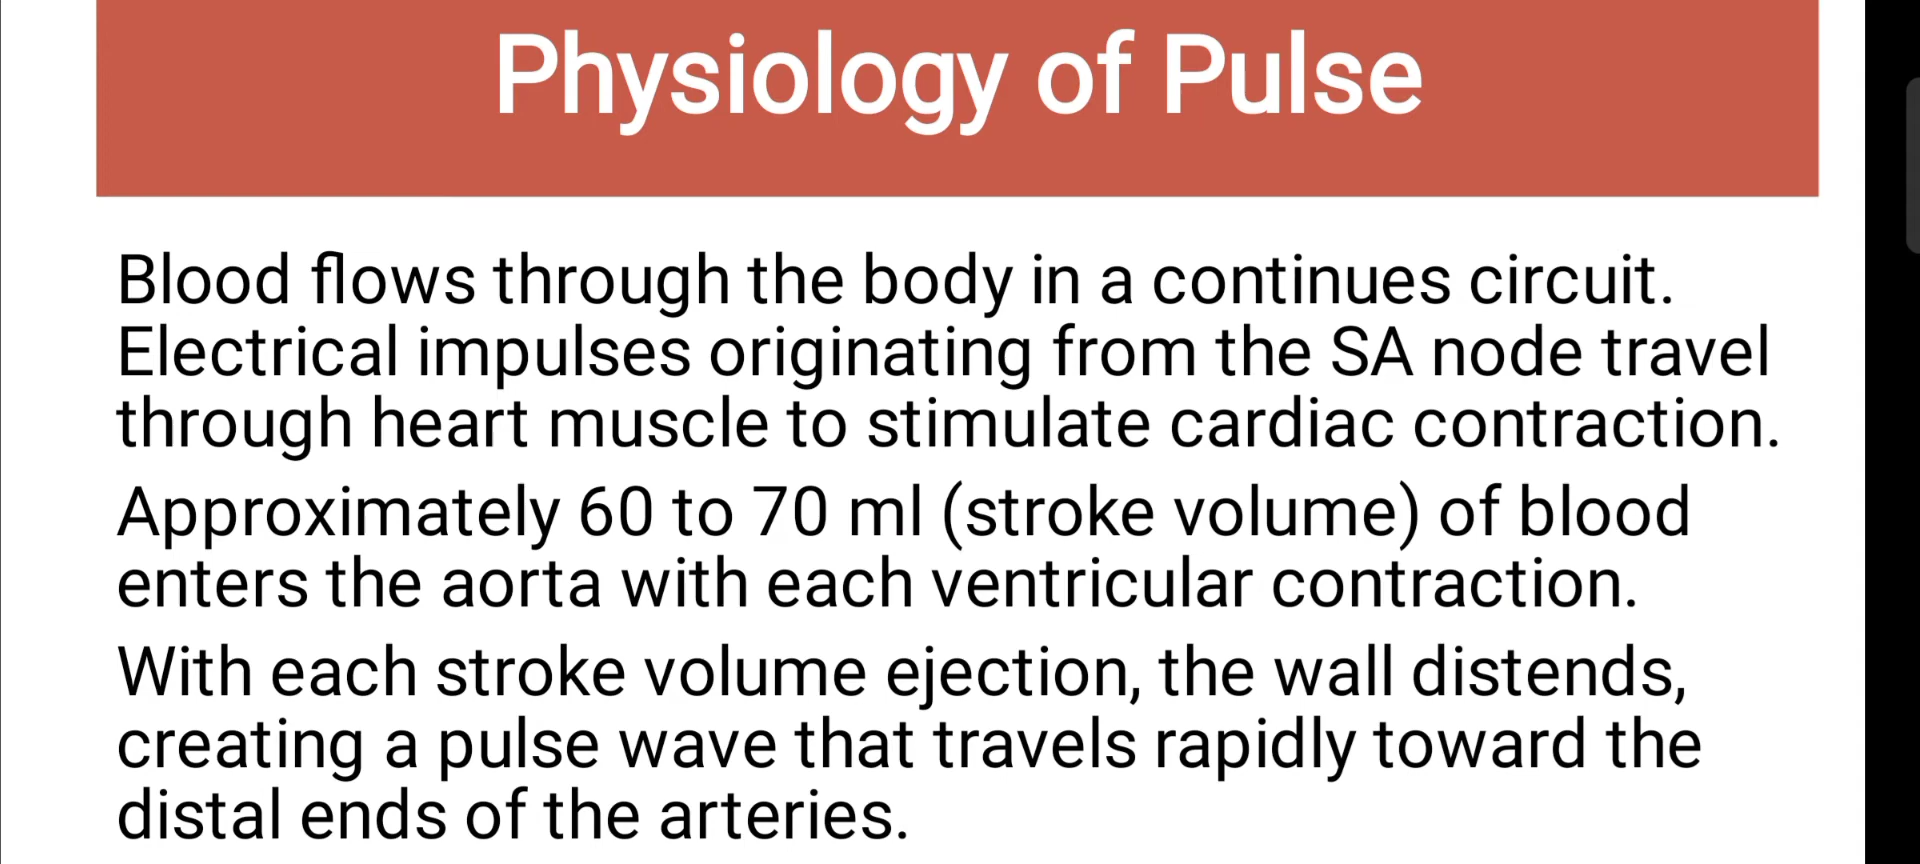 Physiology of Pulse
Blood flows through the body in a continues circuit.
Electrical impulses originating from the SA node travel
through heart muscle to stimulate cardiac contraction.
Approximately 60 to 70 ml (stroke volume) of blood
enters the aorta with each ventricular contraction.
With each stroke volume ejection, the wall distends,
creating a pulse wave that travels rapidly toward the
distal ends of the arteries.